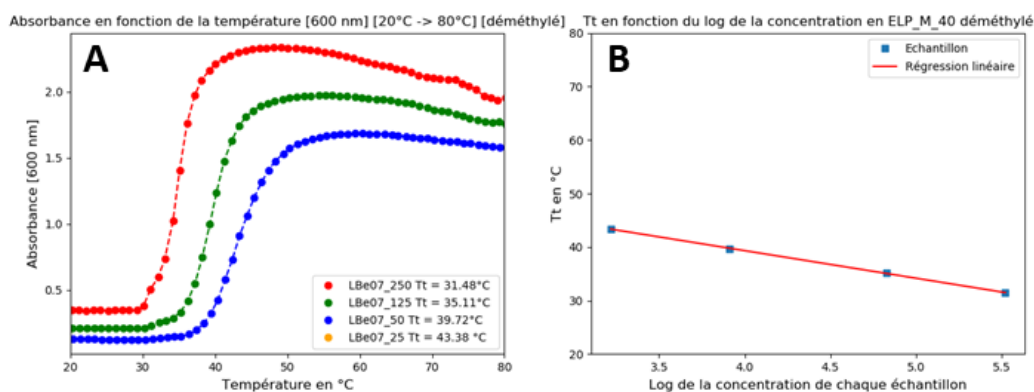 Absorbance en fonction de la température [600 nm] [20°C -> 80°C] [déméthylé]
A
Absorbance [600 nm]
2.0
1.5
1.0
0.5
20
30
40
50
60
70
80
Température en °C
LBe07_250 Tt = 31.48°C
LBe07_125 Tt = 35.11°C
LBe07_50 Tt = 39.72°C
LBe07_25 Tt = 43.38 °C
Tt en fonction du log de la concentration en ELP_M_40 déméthylé
B
Tt en °C
80
70
60
50
40
30
20
3.5
4.0
4.5
5.0
5.5
Log de la concentration de chaque échantillon
Echantillon
Régression linéaire